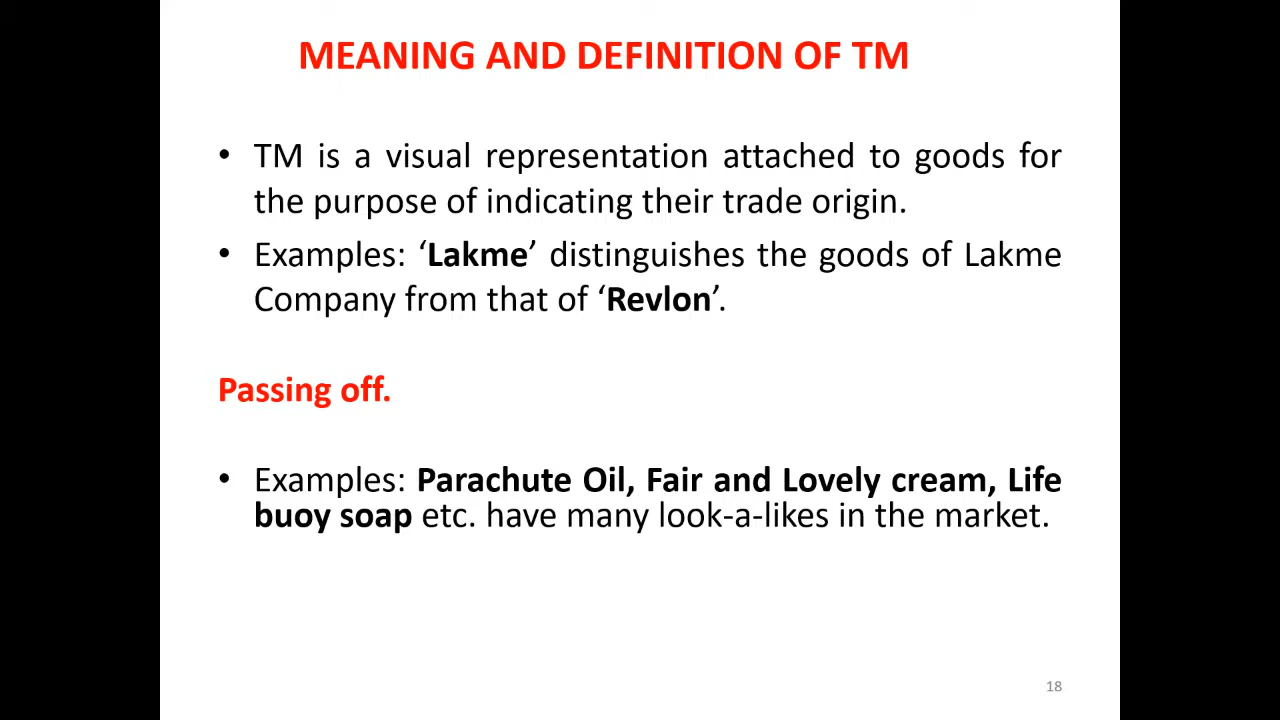 MEANING AND DEFINITION OF TM
• TM is a visual representation attached to goods for
the purpose of indicating their trade origin.
• Examples: ‘Lakme’ distinguishes the goods of Lakme
Company from that of ‘Revlon’.
Passing off.
• Examples: Parachute Oil, Fair and Lovely cream, Life
buoy soap etc. have many look-a-likes in the market.
18